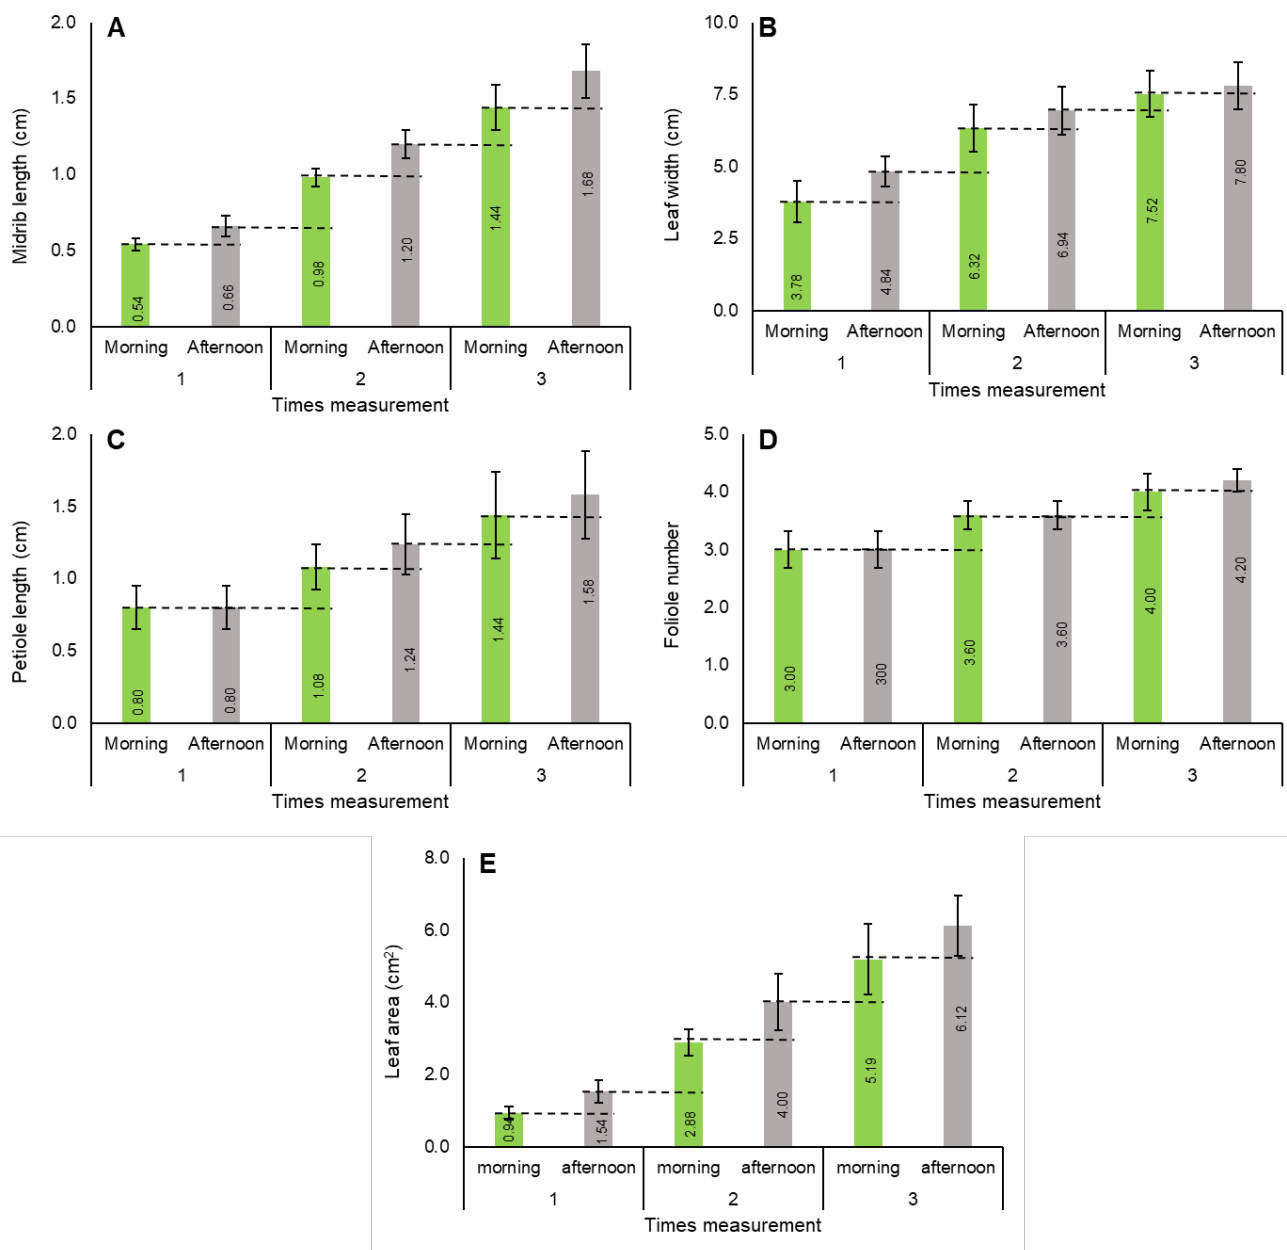 A
Midrib length (cm)
2.0
1.5
1.0
0.5
0.0
0.54
0.66
0.98
1.20
1.44
1.68
Morning Afternoon Morning Afternoon Morning Afternoon
1 2 3
Times measurement
B
Leaf width (cm)
10.0
7.5
5.0
2.5
0.0
3.78
4.84
6.32
6.94
7.52
7.80
Morning Afternoon Morning Afternoon Morning Afternoon
1 2 3
Times measurement
C
Petiole length (cm)
2.0
1.5
1.0
0.5
0.0
0.80
0.80
1.08
1.24
1.44
1.58
Morning Afternoon Morning Afternoon Morning Afternoon
1 2 3
Times measurement
D
Foliole number
5.0
4.0
3.0
2.0
1.0
0.0
3.00
300
3.60
3.60
4.00
4.20
Morning Afternoon Morning Afternoon Morning Afternoon
1 2 3
Times measurement
E
Leaf area (cm²)
8.0
6.0
4.0
2.0
0.0
0.94
1.54
2.88
4.00
5.19
6.12
morning afternoon morning afternoon morning afternoon
1 2 3
Times measurement